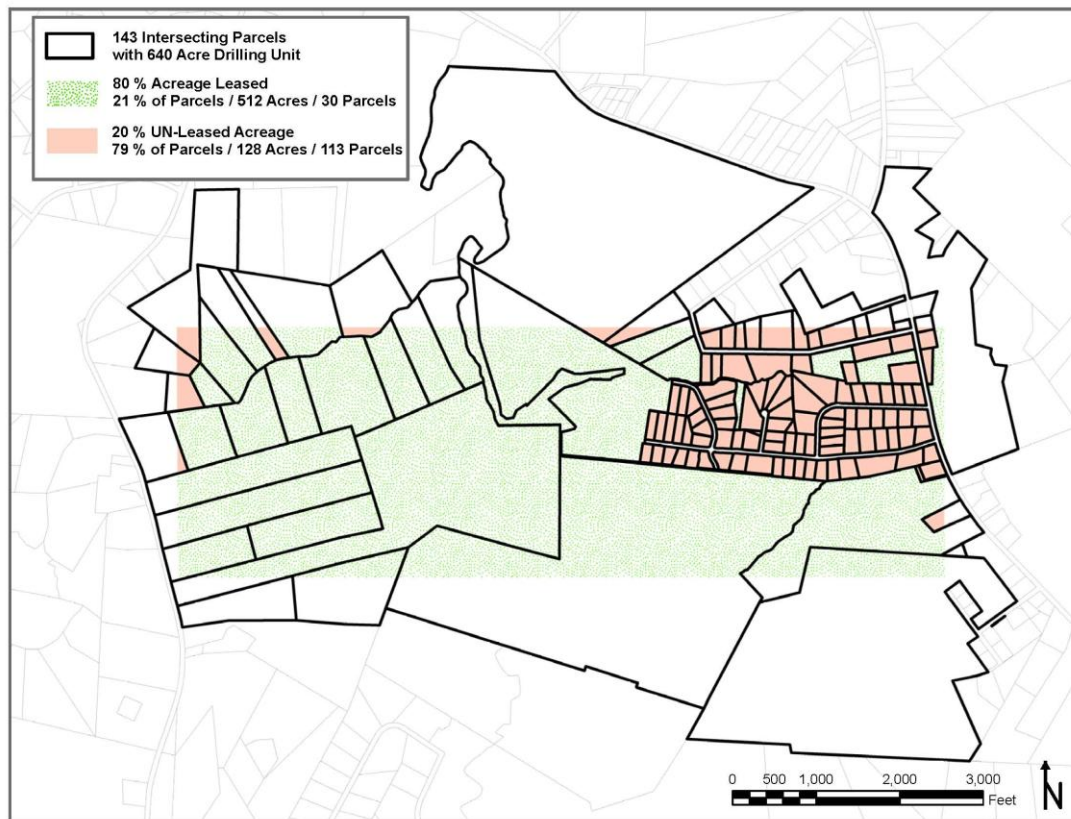 143 Intersecting Parcels
with 640 Acre Drilling Unit
80 % Acreage Leased
21 % of Parcels / 512 Acres / 30 Parcels
20 % UN-Leased Acreage
79 % of Parcels / 128 Acres / 113 Parcels
0 500 1,000 2,000 3,000
Feet
N